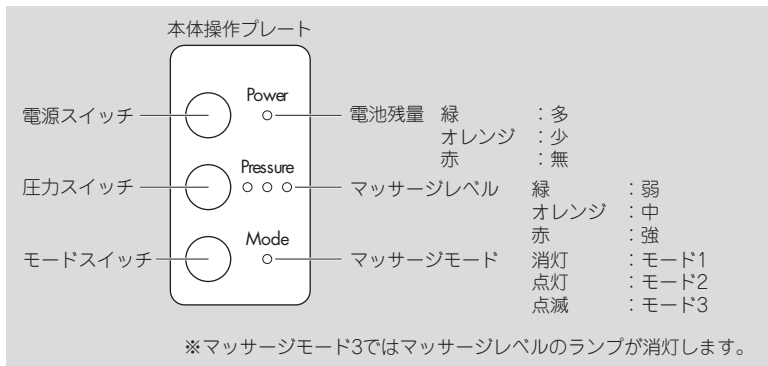 本体操作プレート
電源スイッチ
Power
電池残量 緑 :多
オレンジ :少
赤 :無
圧力スイッチ
Pressure
マッサージレベル 緑 :弱
オレンジ :中
赤 :強
モードスイッチ
Mode
マッサージモード 消灯 :モード1
点灯 :モード2
点滅 :モード3
※マッサージモード3ではマッサージレベルのランプが消灯します。